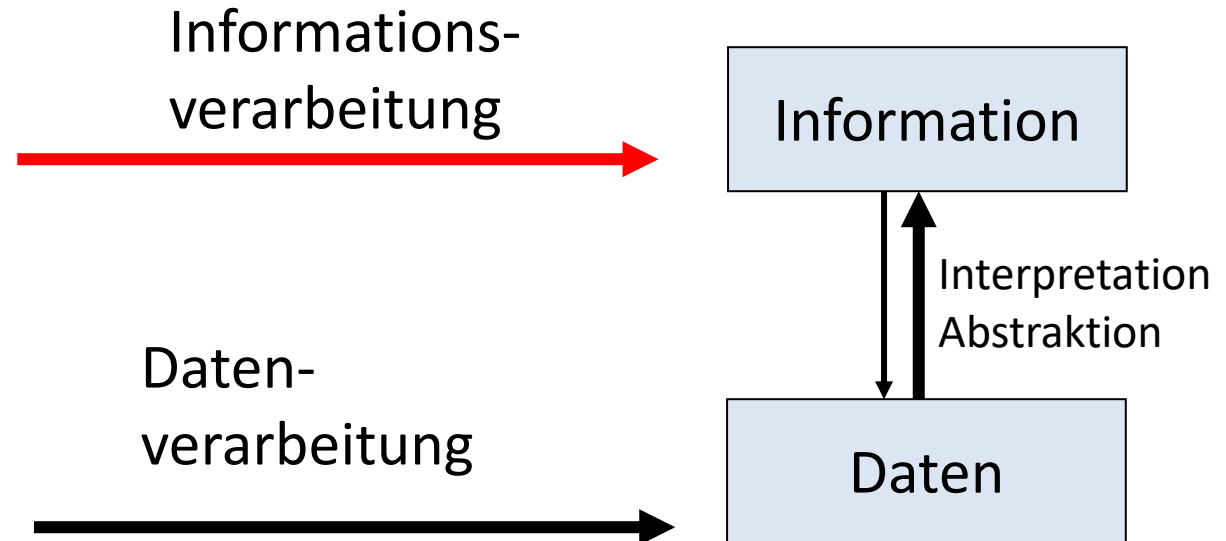 Informations-
verarbeitung
Information
Interpretation
Abstraktion
Daten-
verarbeitung
Daten